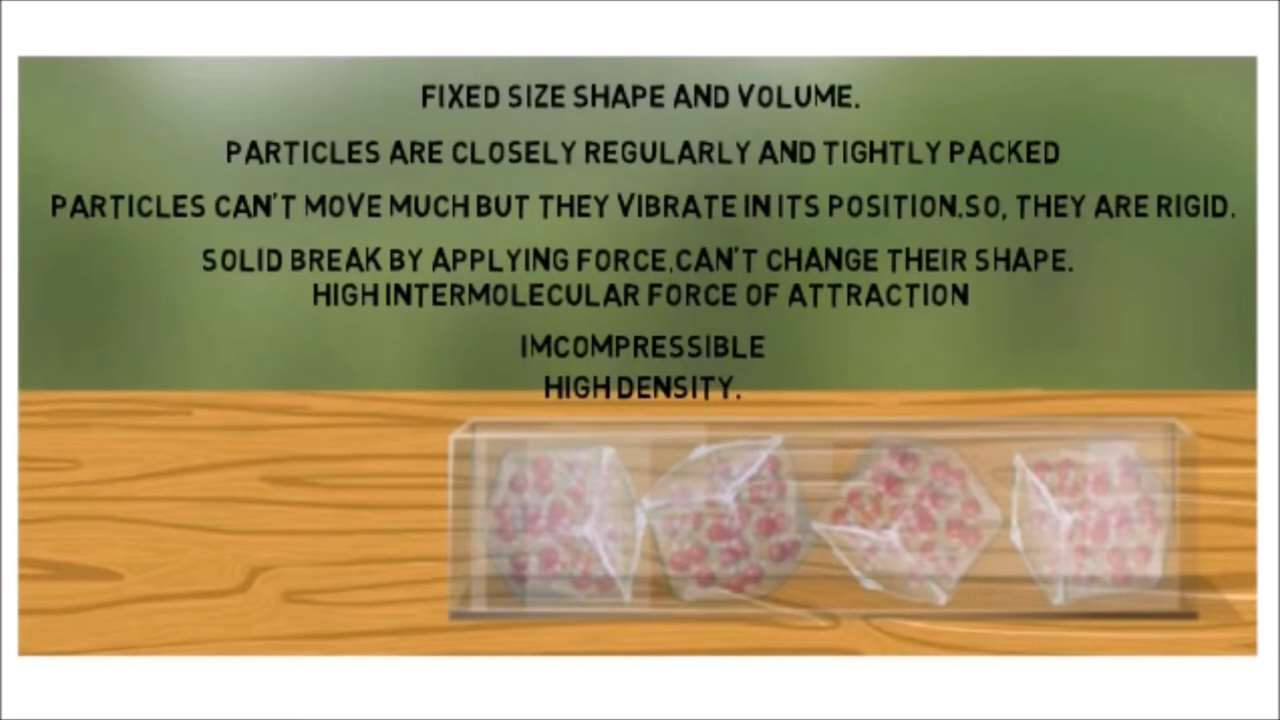 FIXED SIZE SHAPE AND VOLUME.
PARTICLES ARE CLOSELY REGULARLY AND TIGHTLY PACKED
PARTICLES CAN'T MOVE MUCH BUT THEY VIBRATE IN ITS POSITION.SO, THEY ARE RIGID.
SOLID BREAK BY APPLYING FORCE,CAN'T CHANGE THEIR SHAPE.
HIGH INTERMOLECULAR FORCE OF ATTRACTION
IMCOMPRESSIBLE
HIGH DENSITY.